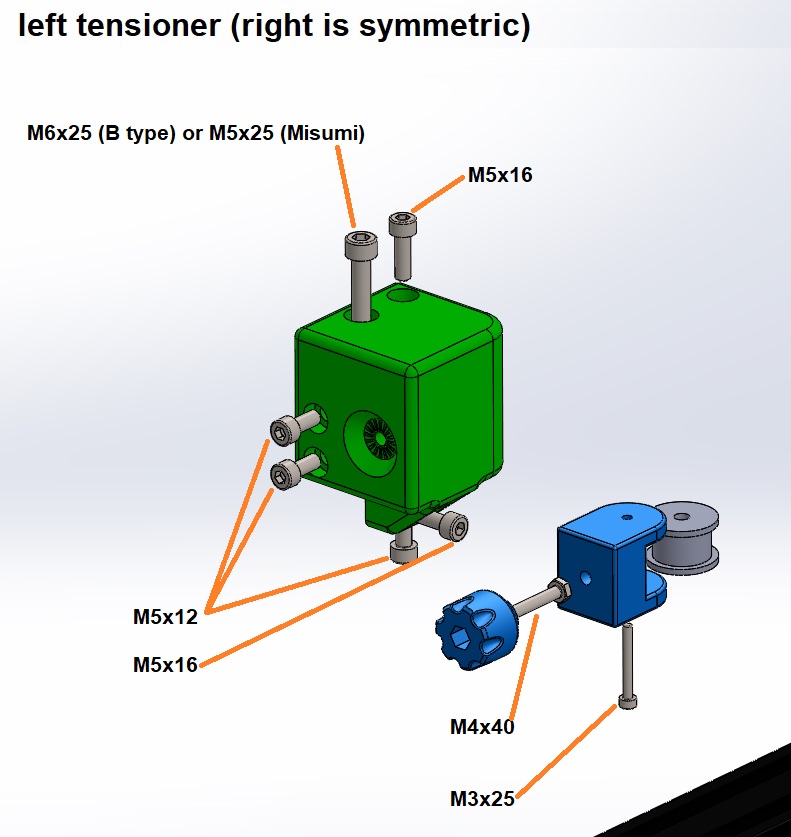 left tensioner (right is symmetric)
M6x25 (B type) or M5x25 (Misumi)
M5x16
M5x12
M5x16
M4x40
M3x25